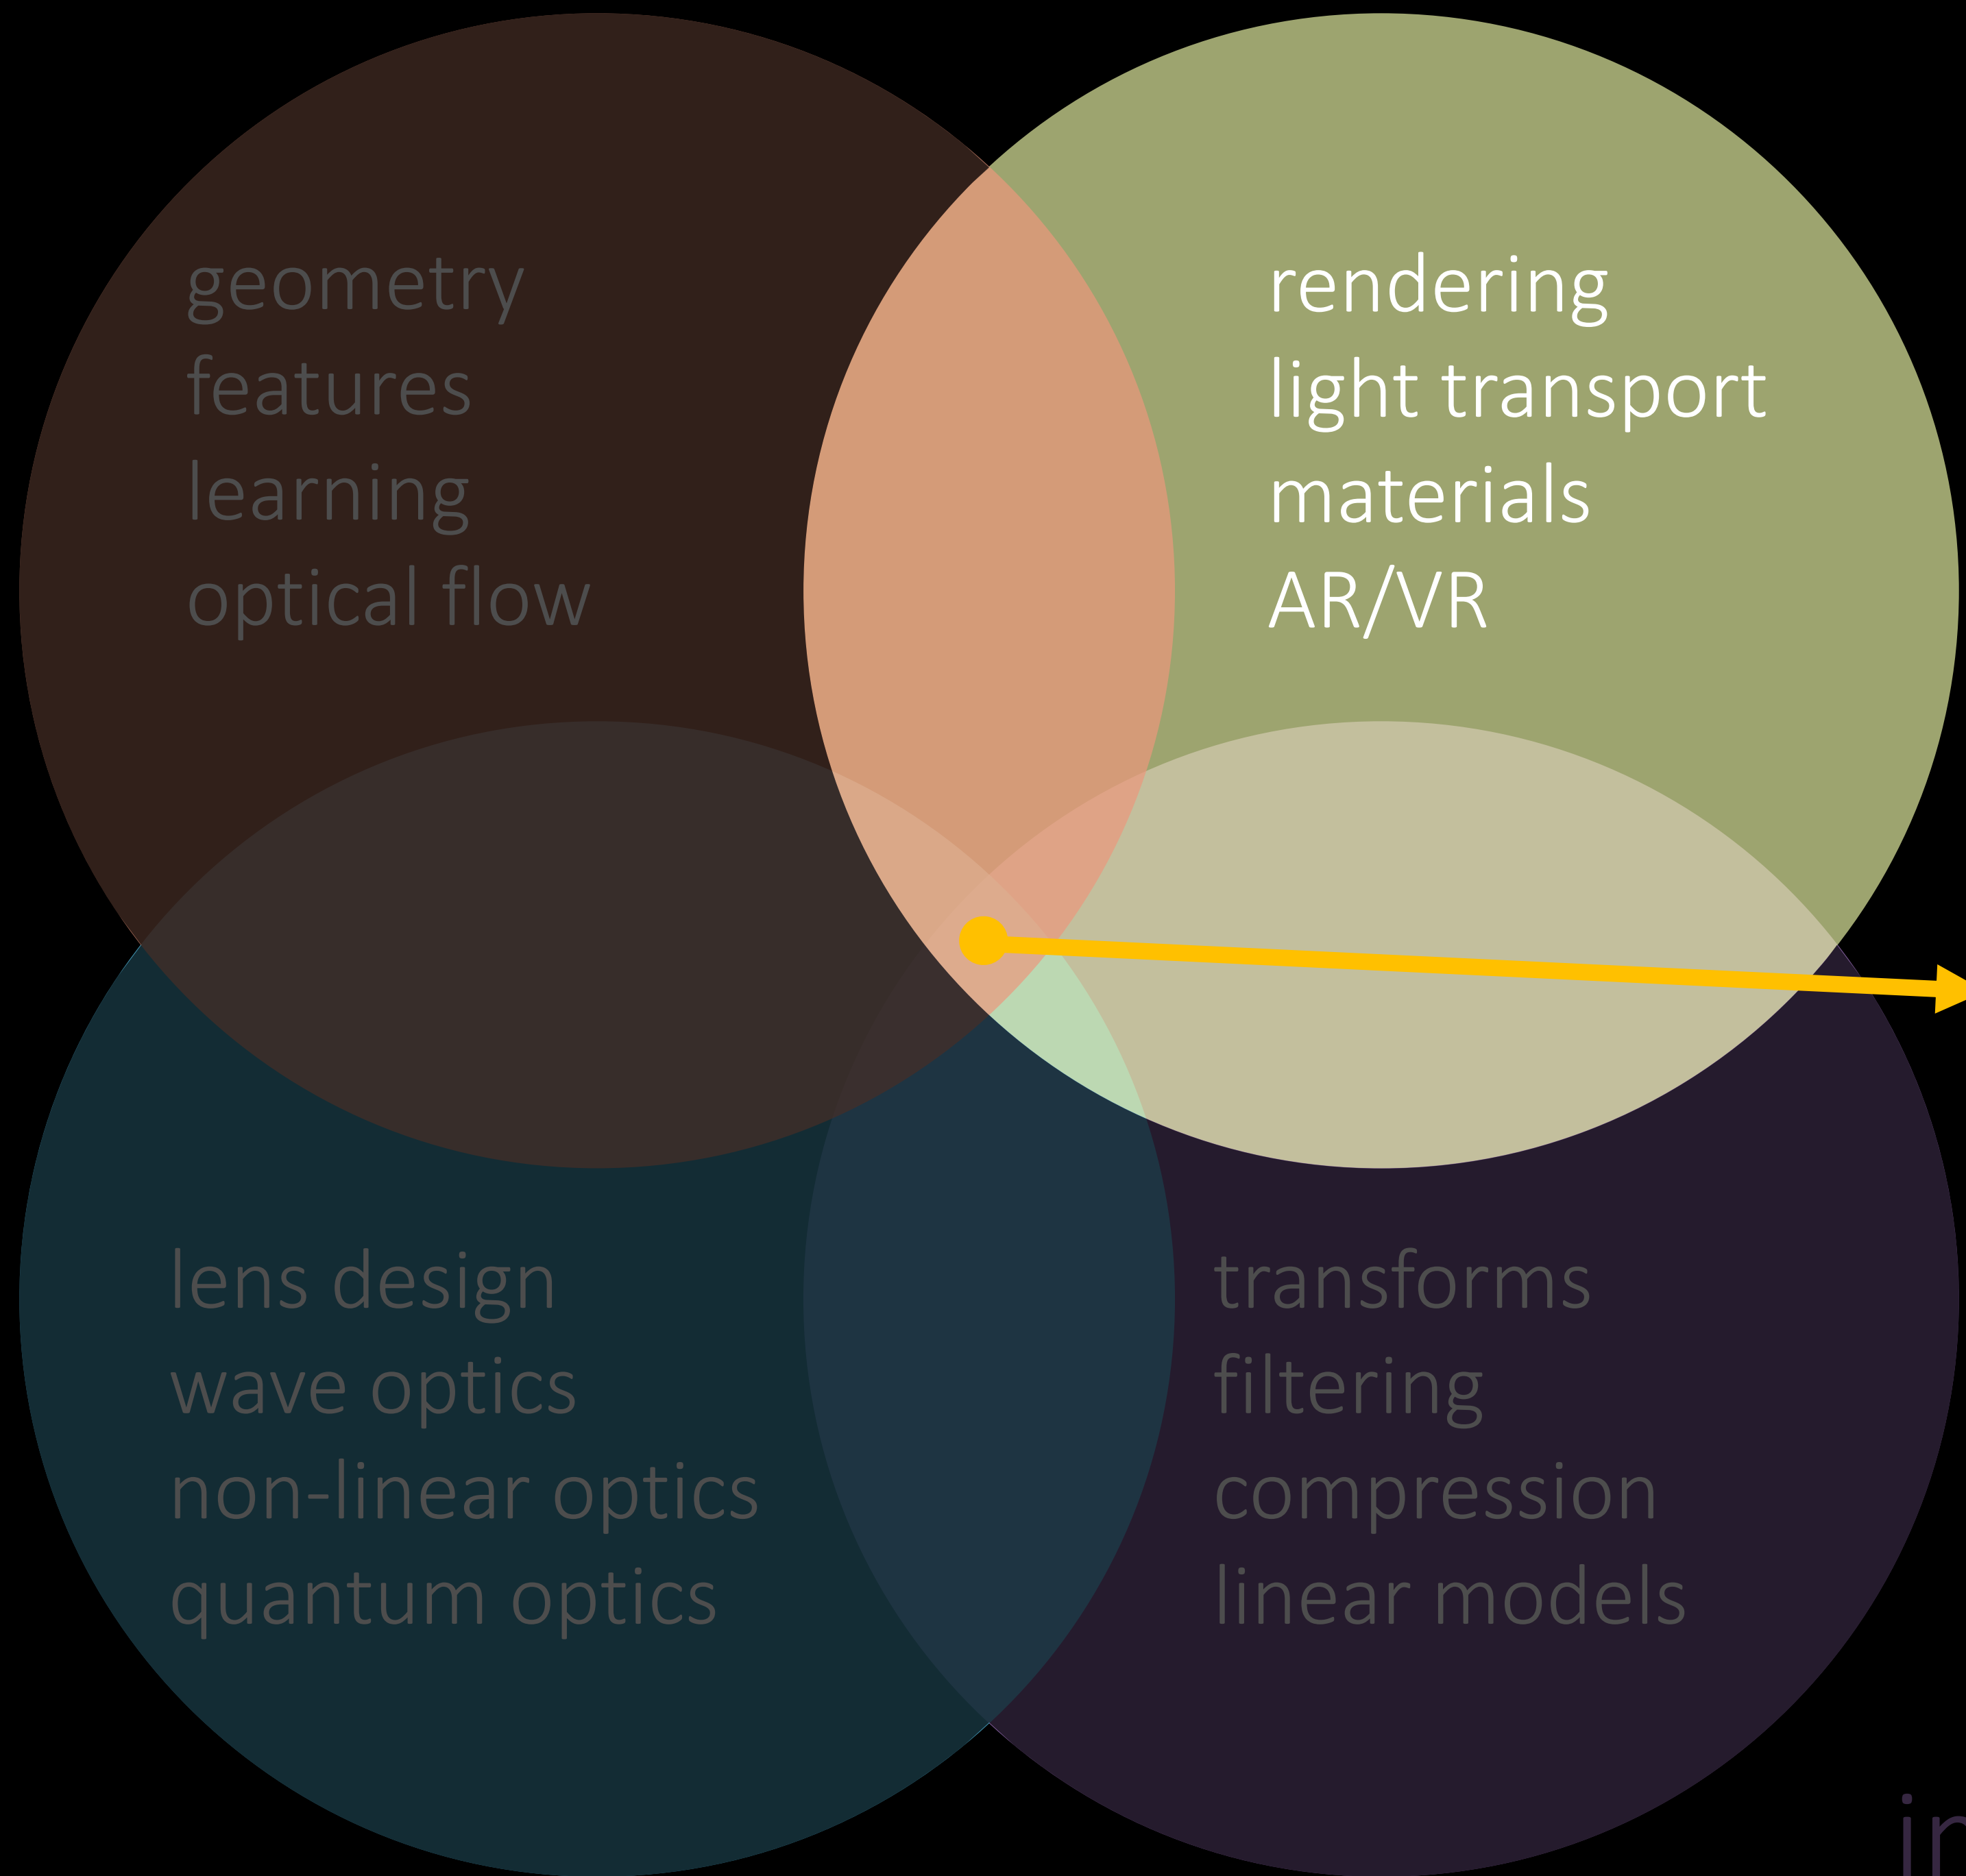 geometry
features
learning
optical flow
rendering
light transport
materials
AR/VR
lens design
wave optics
non-linear optics
quantum optics
transforms
filtering
compression
linear models